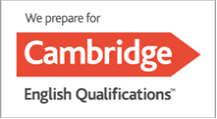 We prepare for
Cambridge
English Qualifications™